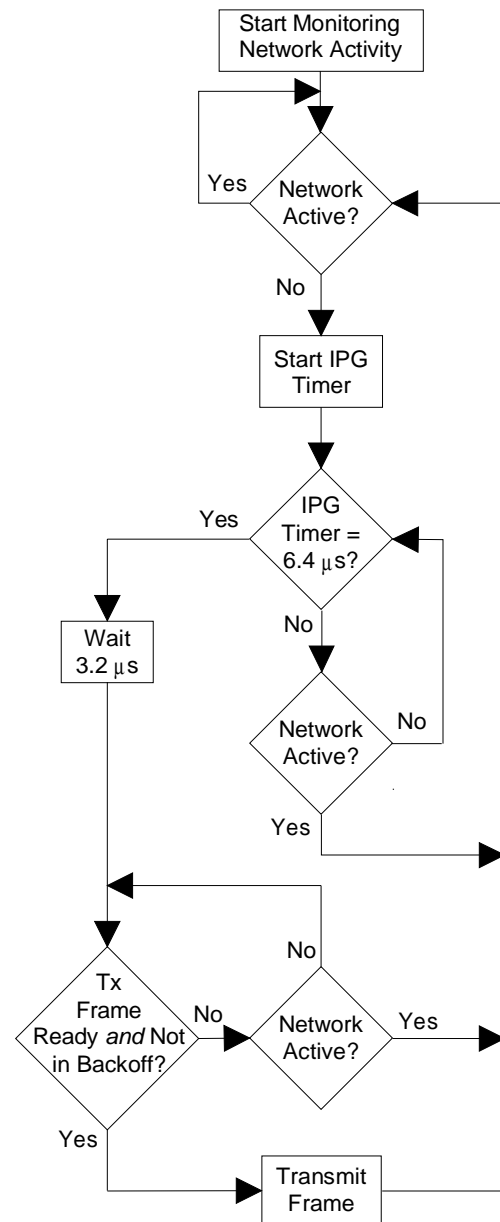 Start Monitoring
Network Activity
Yes
Network
Active?
No
Start IPG
Timer
Yes
IPG
Timer =
6.4 μs?
No
Wait
3.2 μs
Network
Active?
No
Yes
No
Tx
Frame
Ready and Not
in Backoff?
No
Network
Active?
Yes
Yes
Transmit
Frame